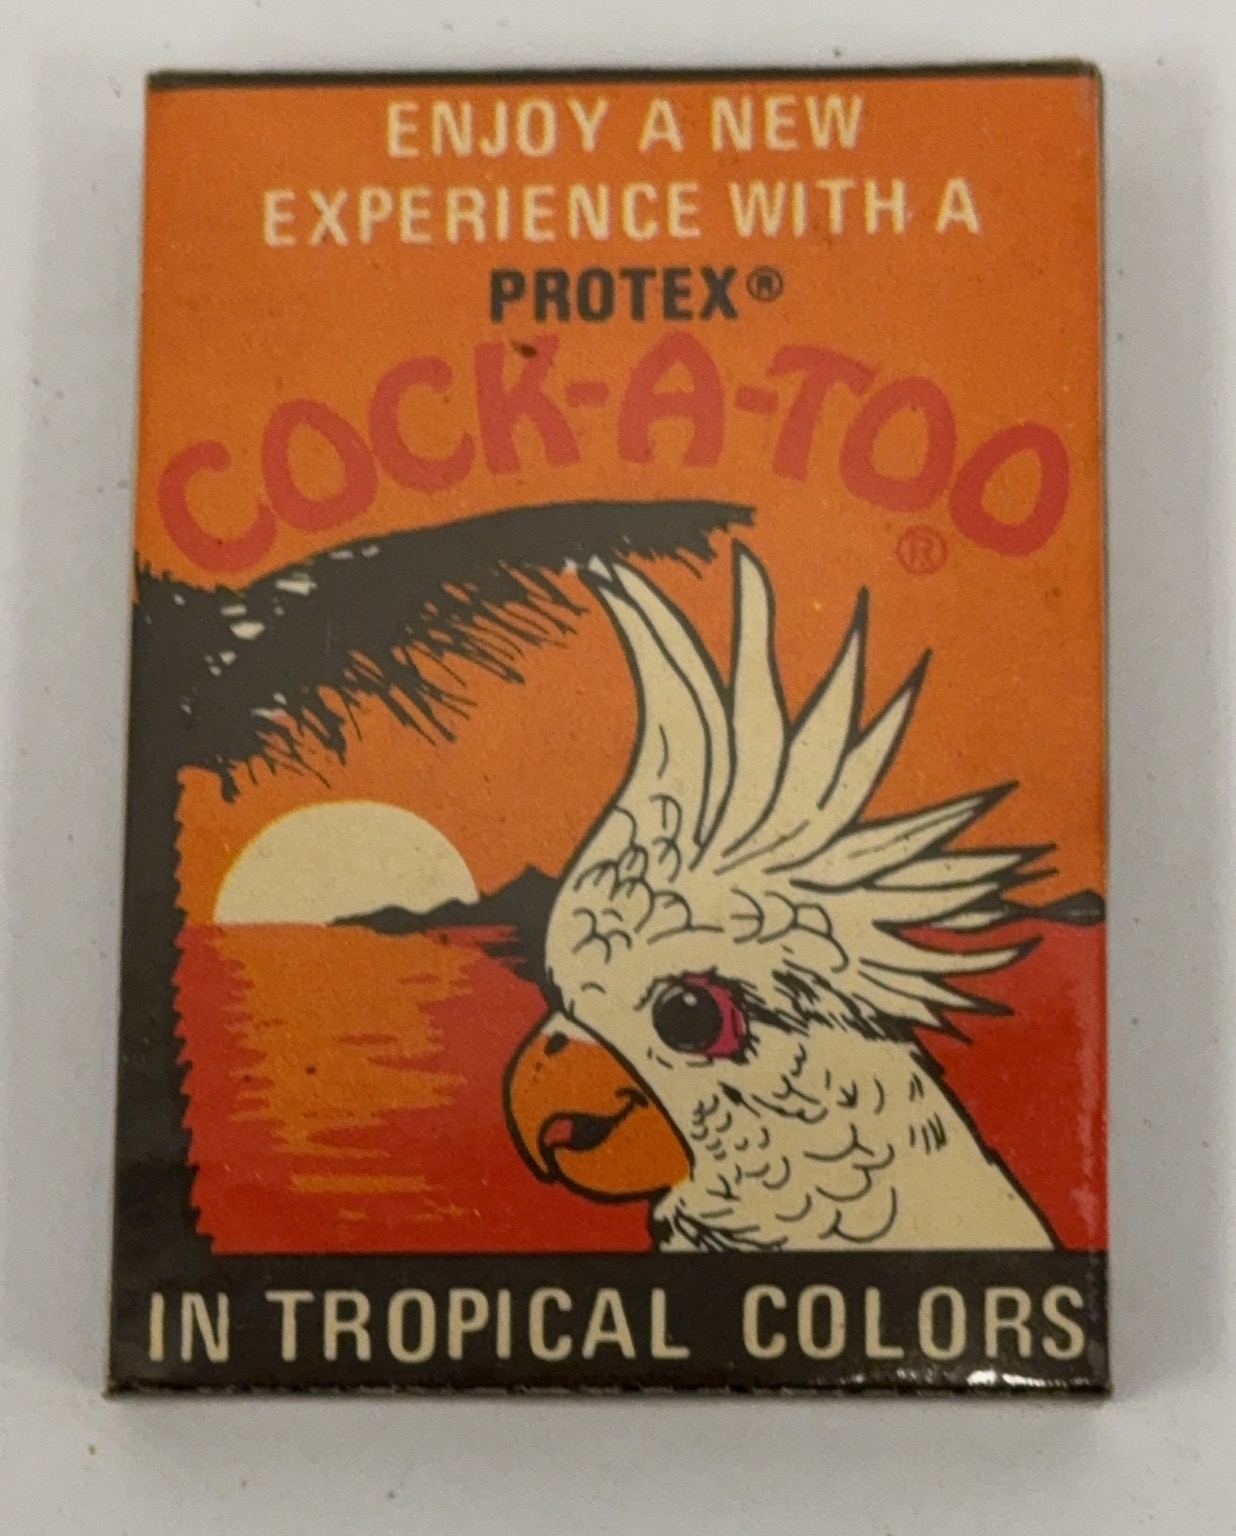 ENJOY A NEW
EXPERIENCE WITH A
PROTEX®
COCK-A-TOO
®
IN TROPICAL COLORS